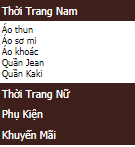 Thời Trang Nam
Áo thun
Áo sơ mi
Áo khoác
Quần Jean
Quần Kaki
Thời Trang Nữ
Phụ Kiện
Khuyến Mãi